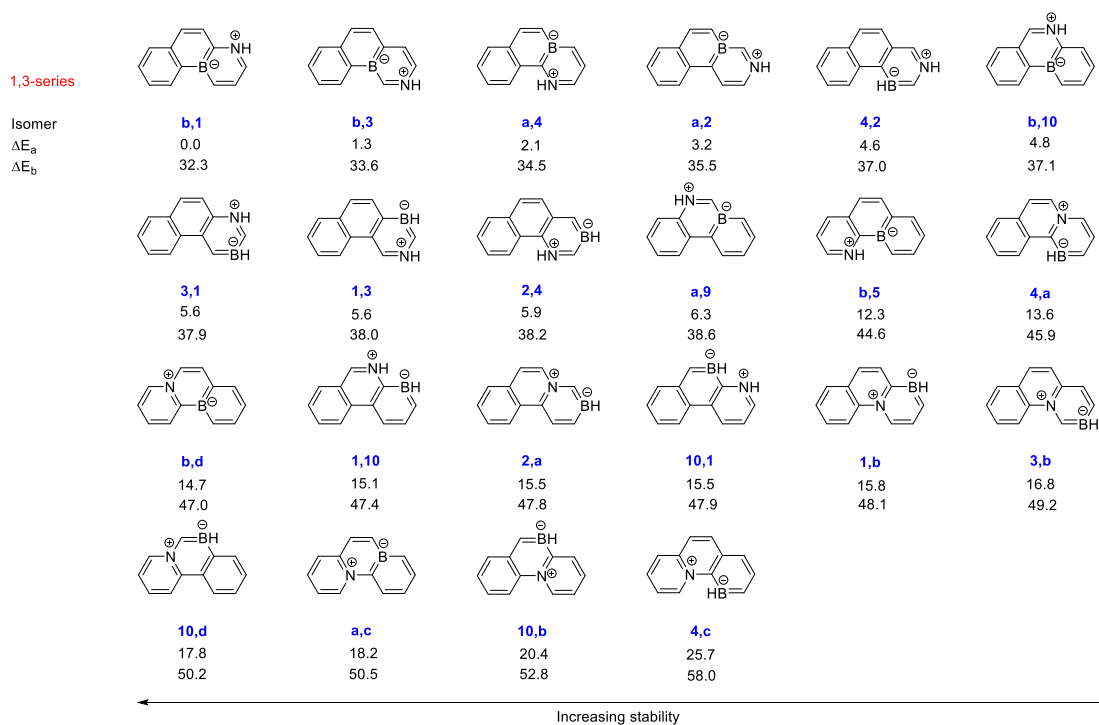 1,3-series
Isomer b,1 b,3 a,4 a,2 4,2 b,10
ΔEa 0.0 1.3 2.1 3.2 4.6 4.8
ΔEb 32.3 33.6 34.5 35.5 37.0 37.1
3,1 1,3 2,4 a,9 b,5 4,a
5.6 5.6 5.9 6.3 12.3 13.6
37.9 38.0 38.2 38.6 44.6 45.9
b,d 1,10 2,a 10,1 1,b 3,b
14.7 15.1 15.5 15.5 15.8 16.8
47.0 47.4 47.8 47.9 48.1 49.2
10,d a,c 10,b 4,c
17.8 18.2 20.4 25.7
50.2 50.5 52.8 58.0
Increasing stability